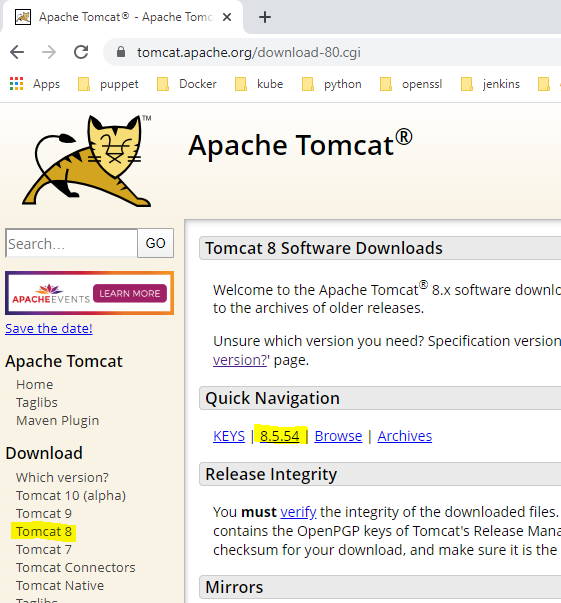 Apache Tomcat® - Apache Tomc
tomcat.apache.org/download-80.cgi
Apps puppet Docker kube python openssl jenkins
TM
Apache Tomcat®
Search... GO
APACHEEVENTS LEARN MORE
Save the date!
Apache Tomcat
Home
Taglibs
Maven Plugin
Download
Which version?
Tomcat 10 (alpha)
Tomcat 9
Tomcat 8
Tomcat 7
Tomcat Connectors
Tomcat Native
Taglibs
Tomcat 8 Software Downloads
Welcome to the Apache Tomcat® 8.x software downlo
to the archives of older releases.
Unsure which version you need? Specification version
version?' page.
Quick Navigation
KEYS | 8.5.54 | Browse | Archives
Release Integrity
You must verify the integrity of the downloaded files.
contains the OpenPGP keys of Tomcat's Release Mana
checksum for your download, and make sure it is the
Mirrors